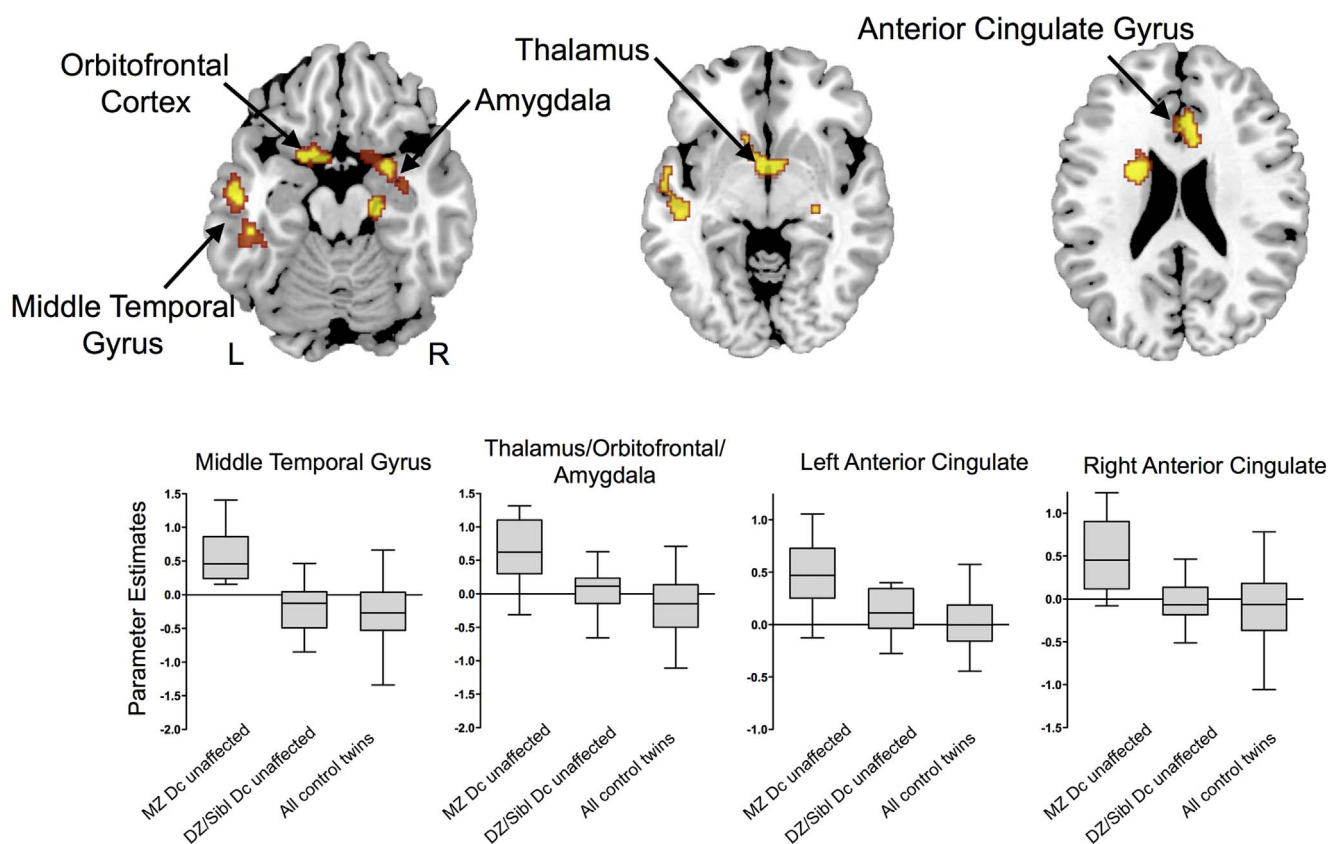 Orbitofrontal
Cortex
Amygdala
Thalamus
Anterior Cingulate Gyrus
Middle Temporal
Gyrus
L
R
Parameter Estimates
Middle Temporal Gyrus
1.5
1.0
0.5
0.0
-0.5
-1.0
-1.5
-2.0
MZ Dc unaffected
DZ/Sibl Dc unaffected
All control twins
Thalamus/Orbitofrontal/
Amygdala
1.5
1.0
0.5
0.0
-0.5
-1.0
-1.5
-2.0
MZ Dc unaffected
DZ/Sibl Dc unaffected
All control twins
Left Anterior Cingulate
1.0
0.5
0.0
-0.5
-1.0
MZ Dc unaffected
DZ/Sibl Dc unaffected
All control twins
Right Anterior Cingulate
1.0
0.5
0.0
-0.5
-1.0
-1.5
MZ Dc unaffected
DZ/Sibl Dc unaffected
All control twins